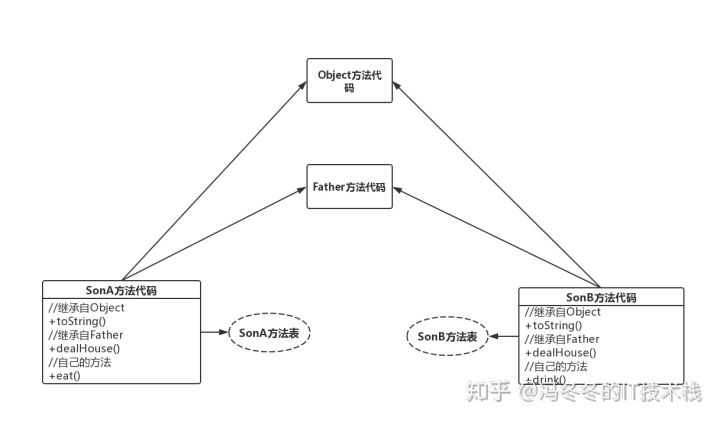 Object方法代
码
Father方法代码
SonA方法代码
//继承自Object
+toString()
//继承自Father
+dealHouse()
//自己的方法
+eat()
SonA方法表
SonB方法表
SonB方法代码
//继承自Object
+toString()
//继承自Father
+dealHouse()
//自己的方法
+drink()
知乎 @冯冬冬的IT技术栈